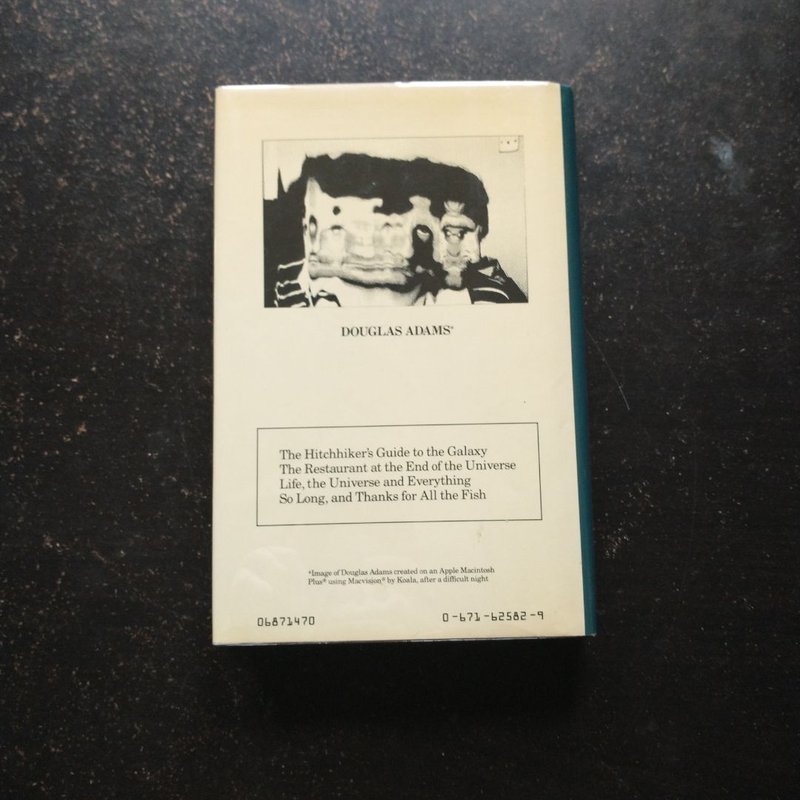 DOUGLAS ADAMS*
The Hitchhiker's Guide to the Galaxy
The Restaurant at the End of the Universe
Life, the Universe and Everything
So Long, and Thanks for All the Fish
*Image of Douglas Adams created on an Apple Macintosh
Plus® using Macvision® by Koala, after a difficult night
06871470
0-671-62582-9